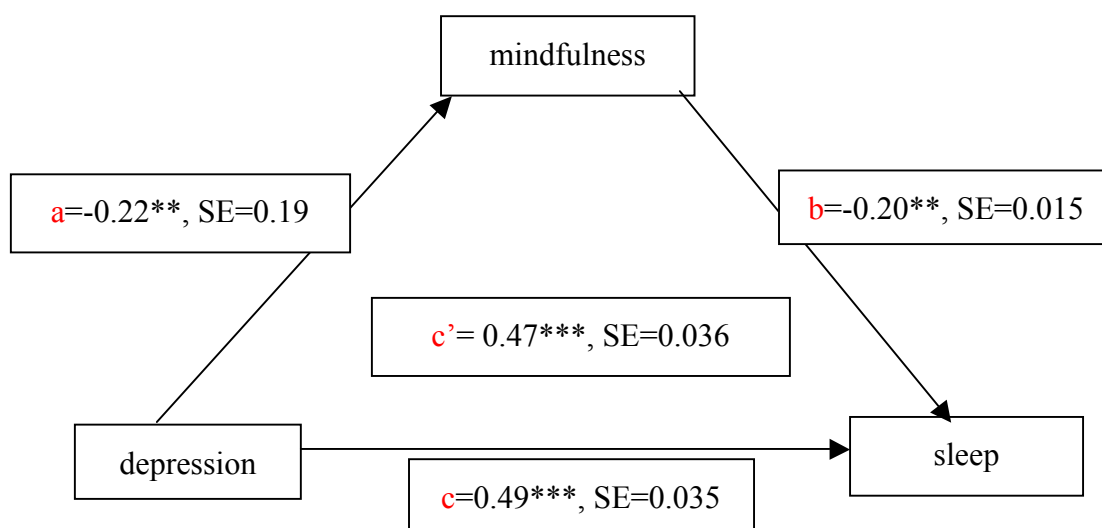 mindfulness
a=-0.22**, SE=0.19
b=-0.20**, SE=0.015
c’= 0.47***, SE=0.036
depression
sleep
c=0.49***, SE=0.035